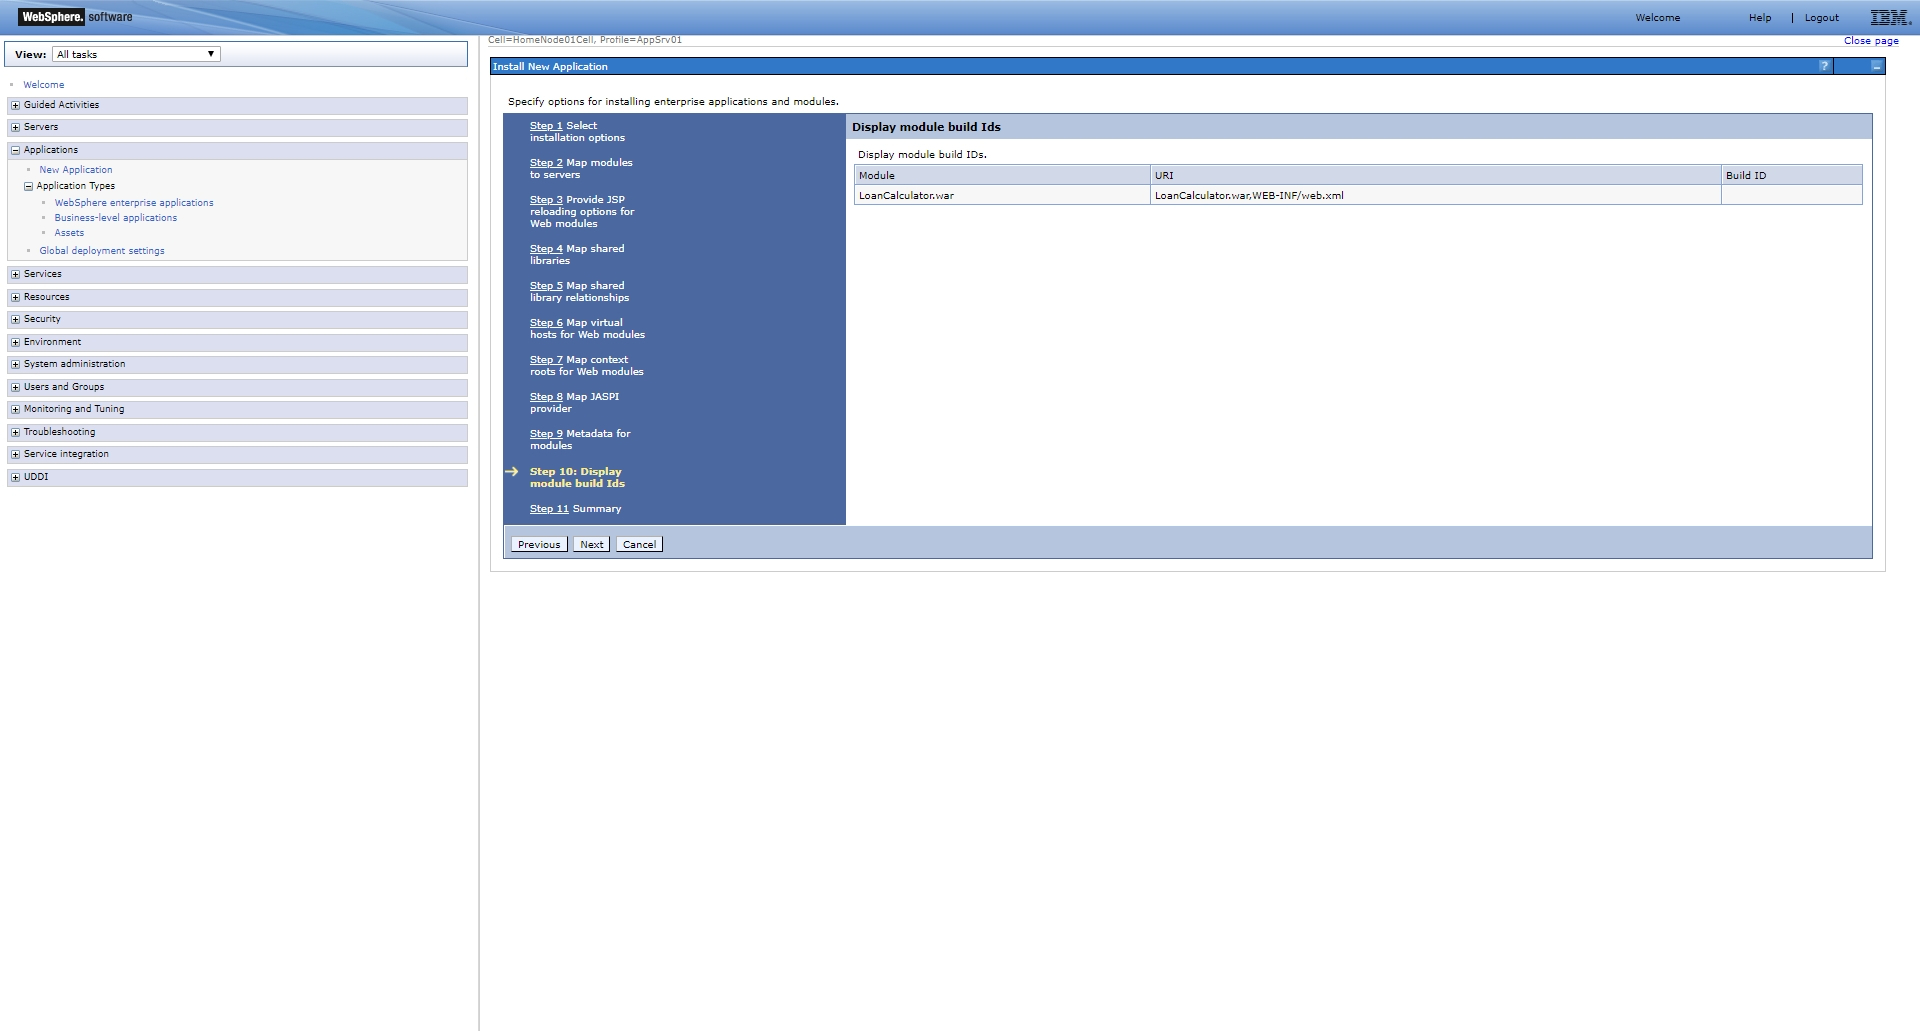 WebSphere. software
Welcome Help | Logout IBM.
View: All tasks
Welcome
Guided Activities
Servers
Applications
New Application
Application Types
WebSphere enterprise applications
Business-level applications
Assets
Global deployment settings
Services
Resources
Security
Environment
System administration
Users and Groups
Monitoring and Tuning
Troubleshooting
Service integration
UDDI
Cell=HomeNode01Cell, Profile=AppSrv01
Close page
Install New Application
?
Specify options for installing enterprise applications and modules.
Step 1 Select
installation options
Step 2 Map modules
to servers
Step 3 Provide JSP
reloading options for
Web modules
Step 4 Map shared
libraries
Step 5 Map shared
library relationships
Step 6 Map virtual
hosts for Web modules
Step 7 Map context
roots for Web modules
Step 8 Map JASPI
provider
Step 9 Metadata for
modules
Step 10: Display
module build Ids
Step 11 Summary
Display module build Ids
Display module build IDs.
Module URI Build ID
LoanCalculator.war LoanCalculator.war,WEB-INF/web.xml
Previous Next Cancel